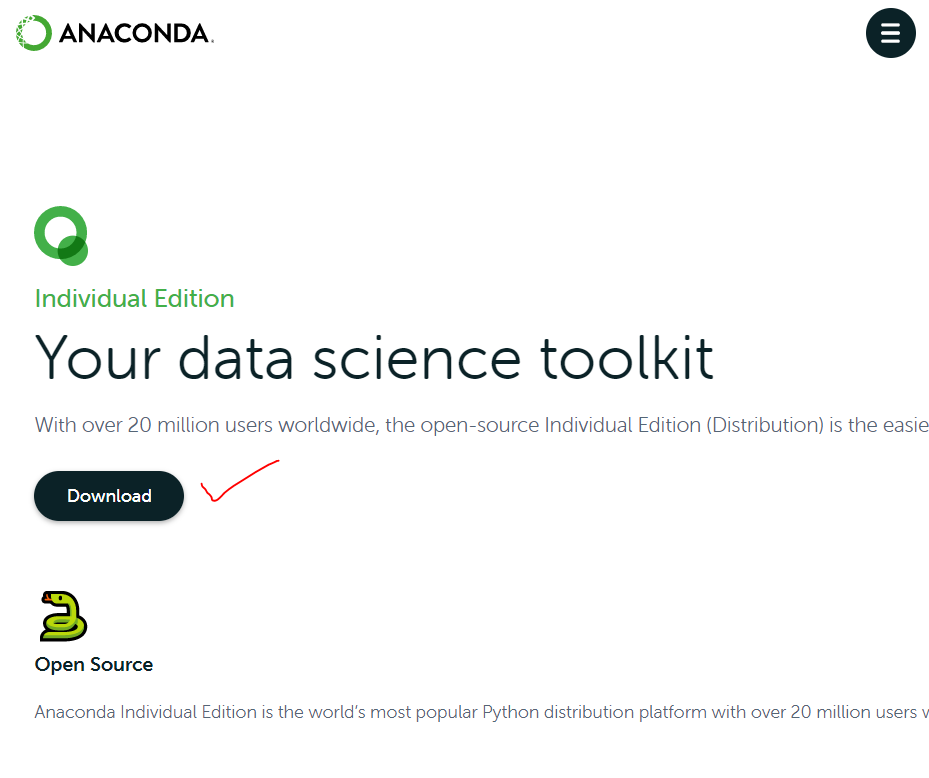 ANACONDA.
Individual Edition
Your data science toolkit
With over 20 million users worldwide, the open-source Individual Edition (Distribution) is the easie
Download
Open Source
Anaconda Individual Edition is the world's most popular Python distribution platform with over 20 million users